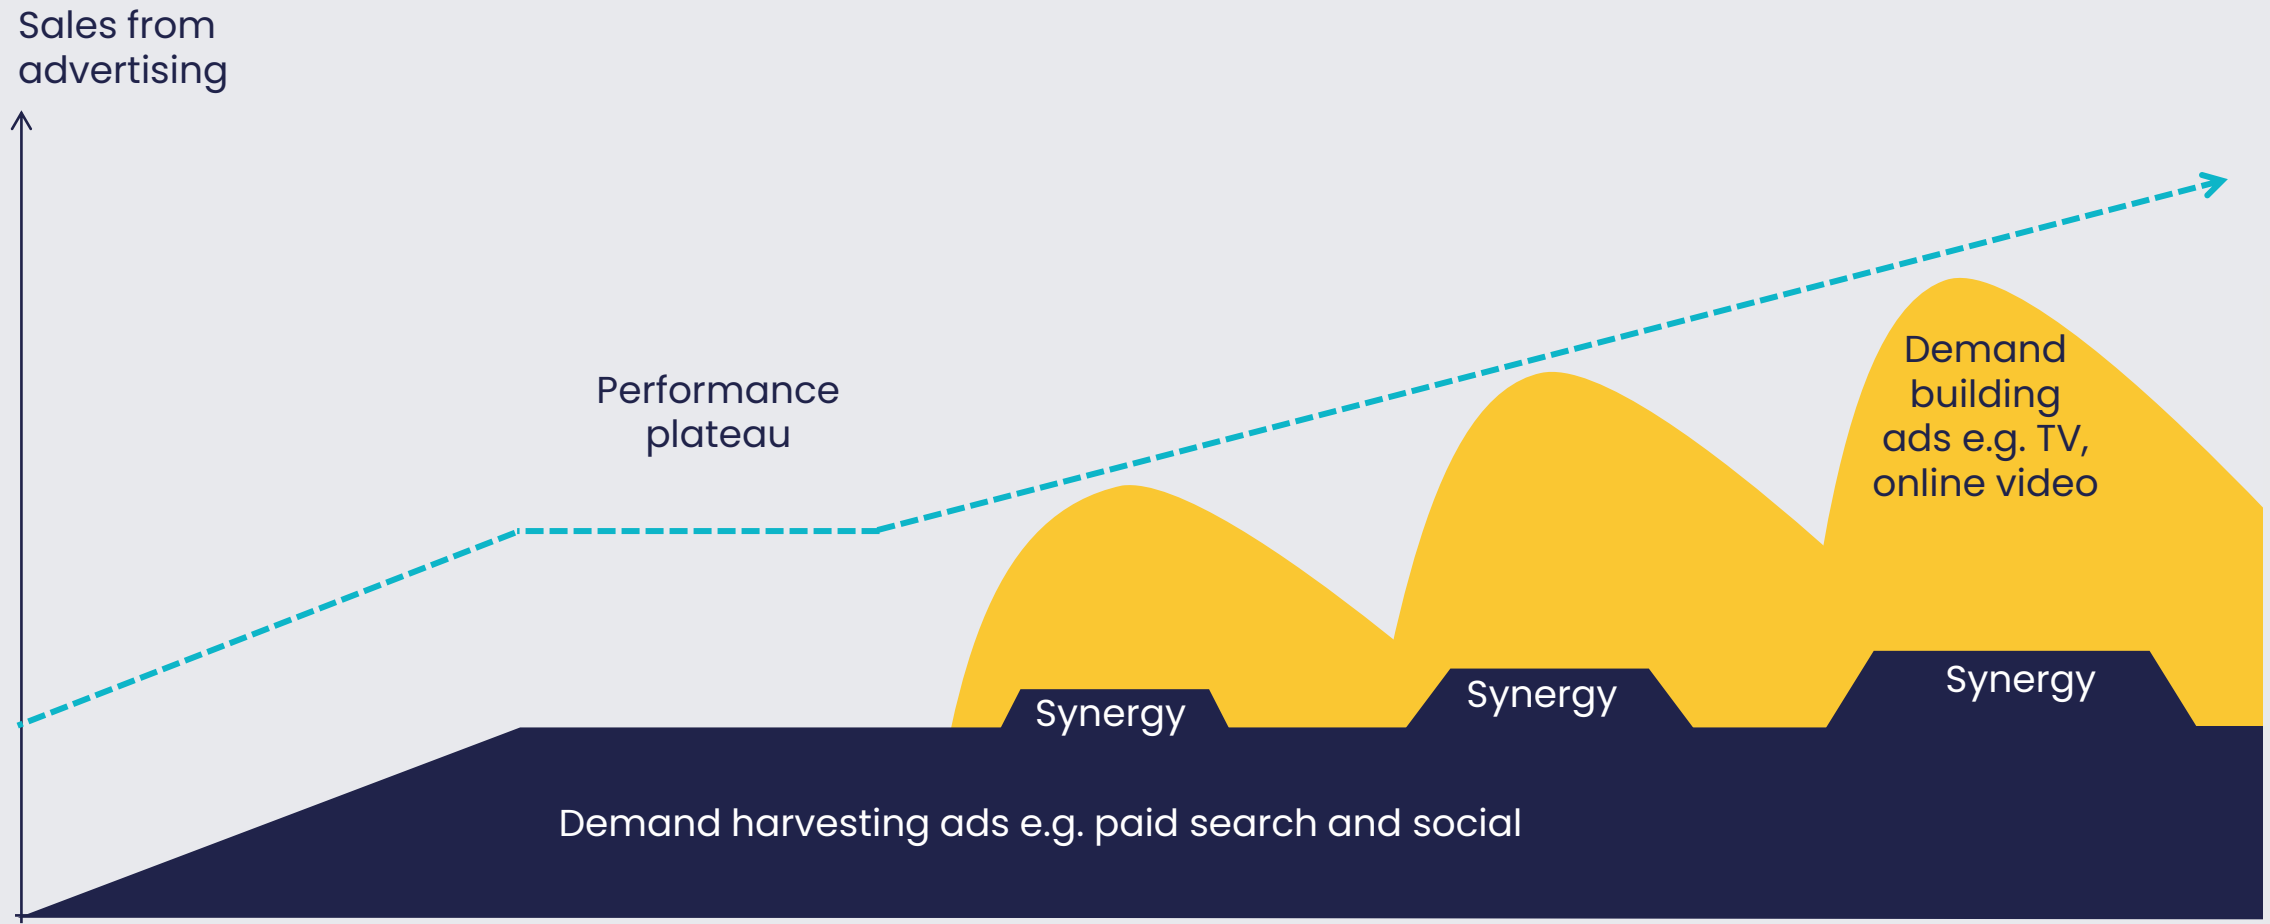 Sales from
advertising
Performance
plateau
Demand
building
ads e.g. TV,
online video
Synergy
Synergy
Synergy
Demand harvesting ads e.g. paid search and social